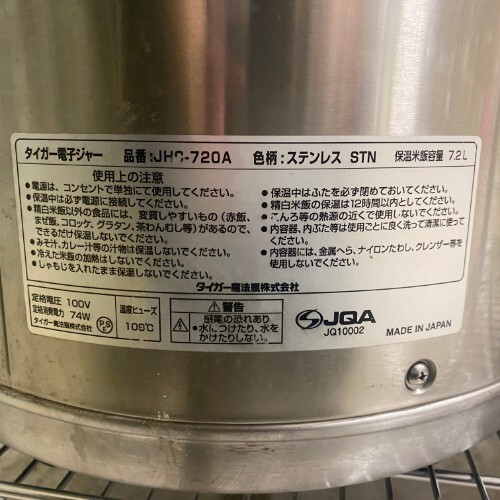 タイガー電子ジャー 品番:JHC-720A 色柄:ステンレス STN 保温米飯容量 7.2L
使用上の注意
●電源は、コンセントで単独にて使用してください。
●保温中は必ず電源に接続してください。
●精白米飯以外の食品には、変質しやすいもの(赤飯、
まぜ飯、コロッケ、グラタン、茶わんむし等)があるので、
できるだけ保温しないでください。
●みそ汁、カレー汁等の汁物は保温しないでください。
●冷えた米飯の加熱はしないでください。
●しゃもじを入れたまま保温しないでください。
●保温中はふたを必ず閉めておいてください。
●精白米飯の保温は12時間以内としてください。
●こんろ等の熱源の近くで使用しないでください。
●内容器、内ぶた等は使用ごとに良く洗って清潔に使って
ください。
●内容器には、金属へら、ナイロンたわし、クレンザー等を
使用しないでください。
タイガー魔法瓶株式会社
定格電圧 100V
定格消費電力 74W
タイガー魔法瓶株式会社
PS
E
温度ヒューズ
109℃
警告
感電の恐れあり
●水につけたり、水を
かけたりしない。
JQA
JQ10002
MADE IN JAPAN